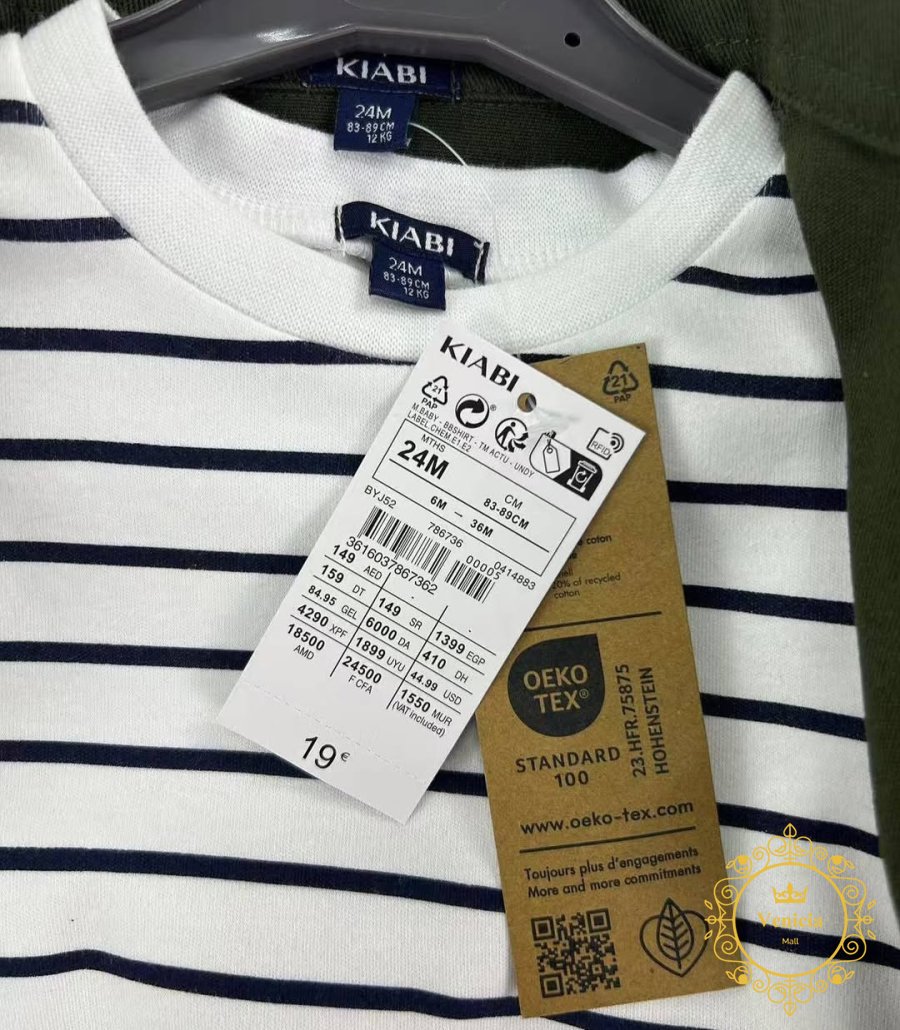 KIABI
24M
83-89CM
12 KG
KIABI
24M
83-89CM
12 KG
KIABI
21
PAP
®
M.BABY - BBSHIRT - TM ACTU - UNDY
LABEL.CHEM.E1.E2
RFID
MTHS
24M
CM
83-89CM
6M — 36M
BYJ52
786736
00005
0414883
3616037867362
149 AED
159 DT
149 SR
1399 EGP
84.95 GEL
6000 DA
410 DH
4290 XPF
1899 UYU
44.99 USD
18500 AMD
24500 F CFA
1550 MUR
(VAT included)
19€
21
PAP
cotton
0% of recycled
cotton
OEKO
TEX®
STANDARD
100
23.HFR.75875
HOHENSTEIN
www.oeko-tex.com
Toujours plus d'engagements
More and more commitments
Venicia
Mall